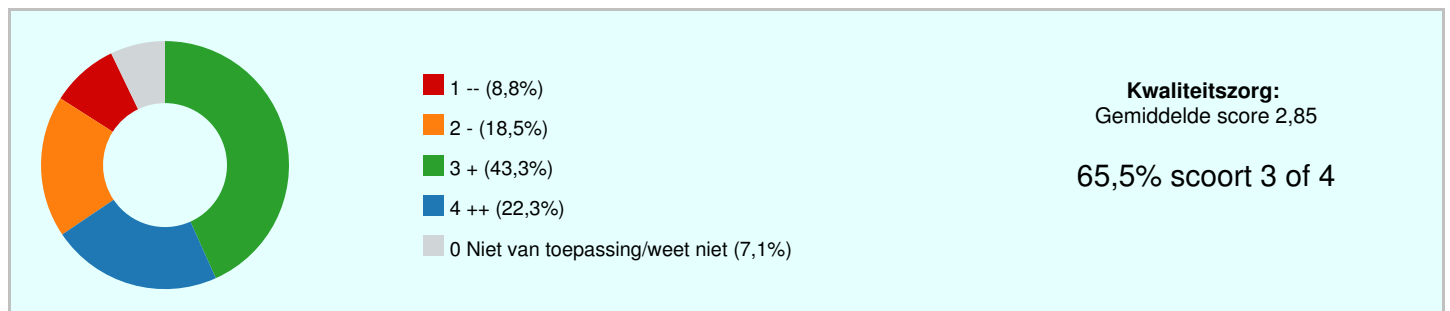 1 -- (8,8%)
2 - (18,5%)
3 + (43,3%)
4 ++ (22,3%)
0 Niet van toepassing/weet niet (7,1%)
Kwaliteitszorg:
Gemiddelde score 2,85
65,5% scoort 3 of 4